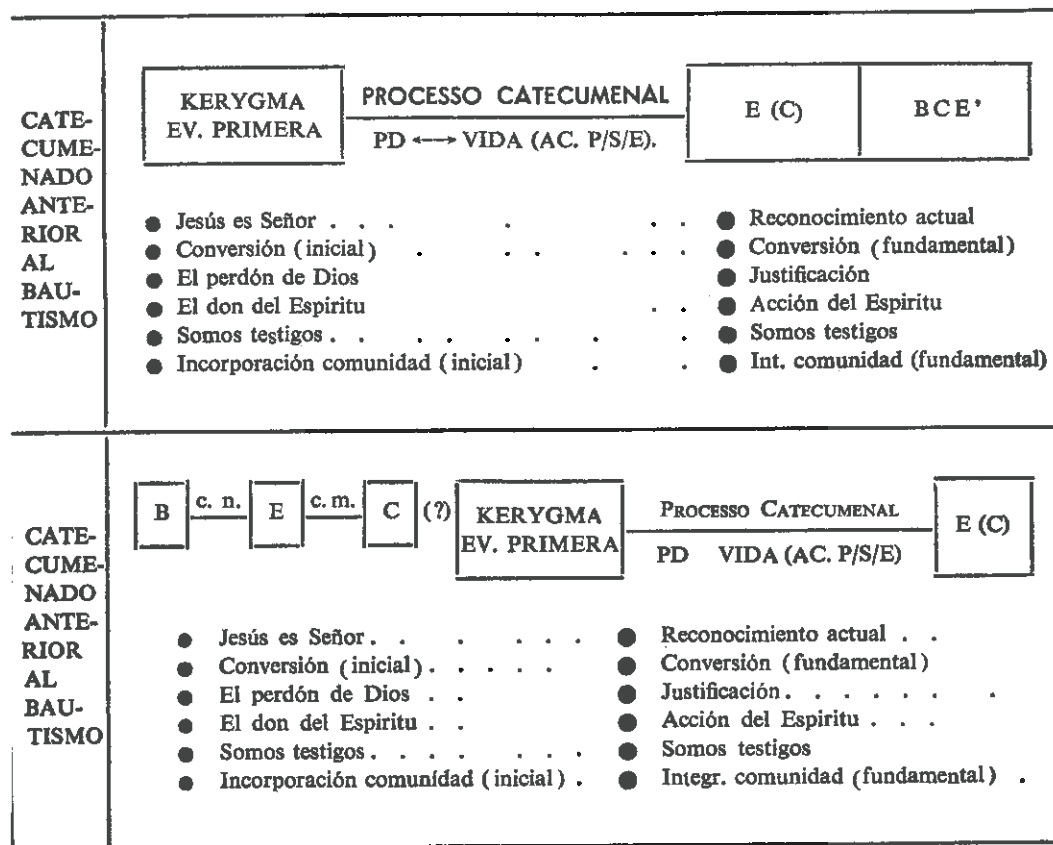 CATE-
CUME-
NADO
ANTE-
RIOR
AL
BAU-
TISMO
KERYGMA
EV. PRIMERA
PROCESSO CATECUMENAL
PD ←→ VIDA (AC. P/S/E).
E (C)
BCE'
● Jesús es Señor . . . . . .
● Conversión (inicial) . . . . .
● El perdón de Dios
● El don del Espiritu . .
● Somos testigos . . . . . . .
● Incorporación comunidad (inicial) . .
● Reconocimiento actual
● Conversión (fundamental)
● Justificación
● Acción del Espiritu
● Somos testigos
● Int. comunidad (fundamental)
CATE-
CUME-
NADO
ANTE-
RIOR
AL
BAU-
TISMO
B c. n. E c. m. C (?)
KERYGMA
EV. PRIMERA
PROCESSO CATECUMENAL
PD VIDA (AC. P/S/E)
E (C)
● Jesús es Señor . . . . . . .
● Conversión (inicial) . . . . .
● El perdón de Dios . .
● El don del Espiritu . .
● Somos testigos . . . . . . .
● Incorporación comunidad (inicial) .
● Reconocimiento actual . .
● Conversión (fundamental)
● Justificación . . . . . . .
● Acción del Espiritu . . .
● Somos testigos
● Integr. comunidad (fundamental) .